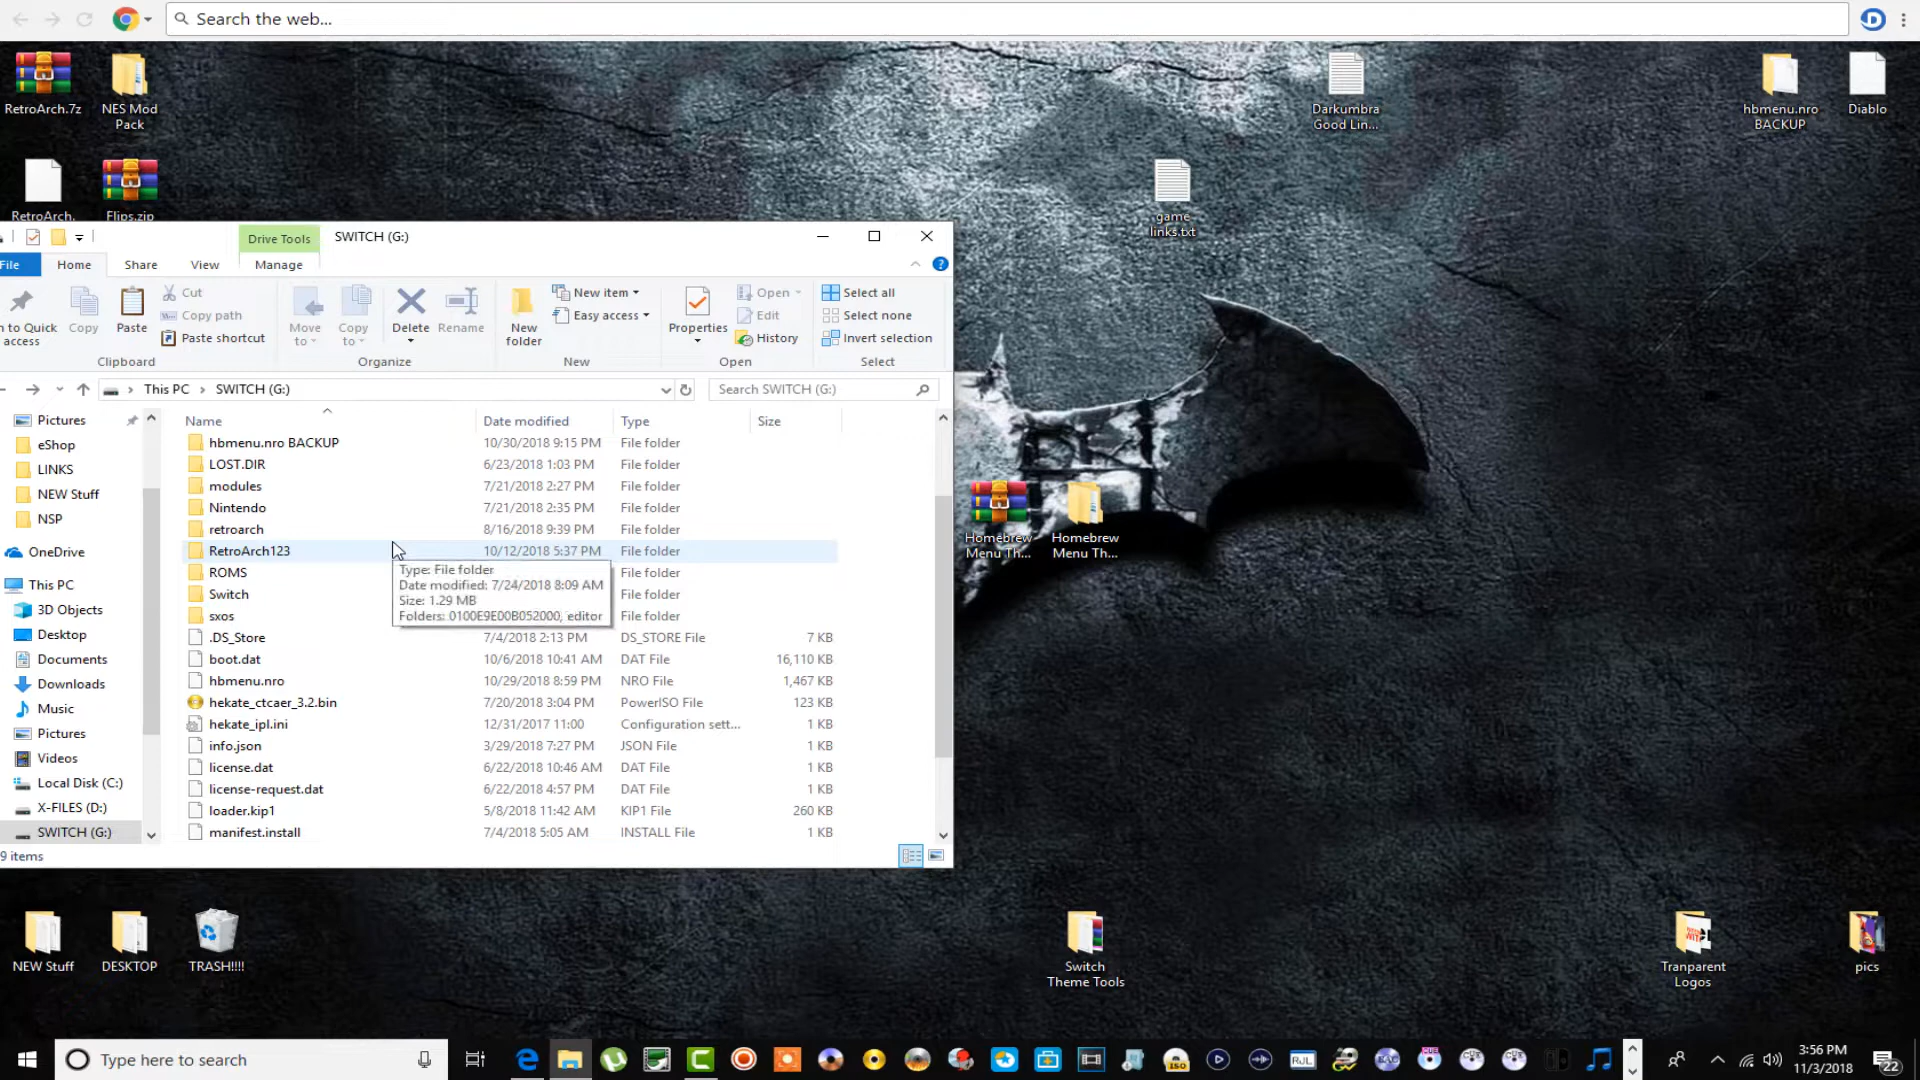 Search the web...
RetroArch.7z
NES Mod
Pack
Darkumbra
Good Lin...
hbmenu.nro
BACKUP
Diablo
RetroArch.
Flips.zip
game
links.txt
Drive Tools
SWITCH (G:)
File
Home
Share
View
Manage
n to Quick
access
Copy
Paste
Cut
Copy path
Paste shortcut
Clipboard
Move
to
Copy
to
Delete
Rename
Organize
New
folder
New item
Easy access
New
Properties
Open
Edit
History
Open
Select all
Select none
Invert selection
Select
This PC
SWITCH (G:)
Search SWITCH (G:)
Name
Date modified
Type
Size
Pictures
eShop
LINKS
NEW Stuff
NSP
OneDrive
This PC
3D Objects
Desktop
Documents
Downloads
Music
Pictures
Videos
Local Disk (C:)
X-FILES (D:)
SWITCH (G:)
hbmenu.nro BACKUP 10/30/2018 9:15 PM File folder
LOST.DIR 6/23/2018 1:03 PM File folder
modules 7/21/2018 2:27 PM File folder
Nintendo 7/21/2018 2:35 PM File folder
retroarch 8/16/2018 9:39 PM File folder
RetroArch123 10/12/2018 5:37 PM File folder
ROMS File folder
Switch File folder
sxos File folder
Type: File folder
Date modified: 7/24/2018 8:09 AM
Size: 1.29 MB
Folders: 0100E9E00B052000, editor
.DS_Store 7/4/2018 2:13 PM DS_STORE File 7 KB
boot.dat 10/6/2018 10:41 AM DAT File 16,110 KB
hbmenu.nro 10/29/2018 8:59 PM NRO File 1,467 KB
hekate_ctcaer_3.2.bin 7/20/2018 3:04 PM PowerISO File 123 KB
hekate_ipl.ini 12/31/2017 11:00 Configuration sett... 1 KB
info.json 3/29/2018 7:27 PM JSON File 1 KB
license.dat 6/22/2018 10:46 AM DAT File 1 KB
license-request.dat 6/22/2018 4:57 PM DAT File 1 KB
loader.kip1 5/8/2018 11:42 AM KIP1 File 260 KB
manifest.install 7/4/2018 5:05 AM INSTALL File 1 KB
9 items
Homebrew
Menu Th...
Homebrew
Menu Th...
NEW Stuff
DESKTOP
TRASH!!!!
Switch
Theme Tools
Tranparent
Logos
pics
Type here to search
RJL
ISO
3:56 PM
11/3/2018
22